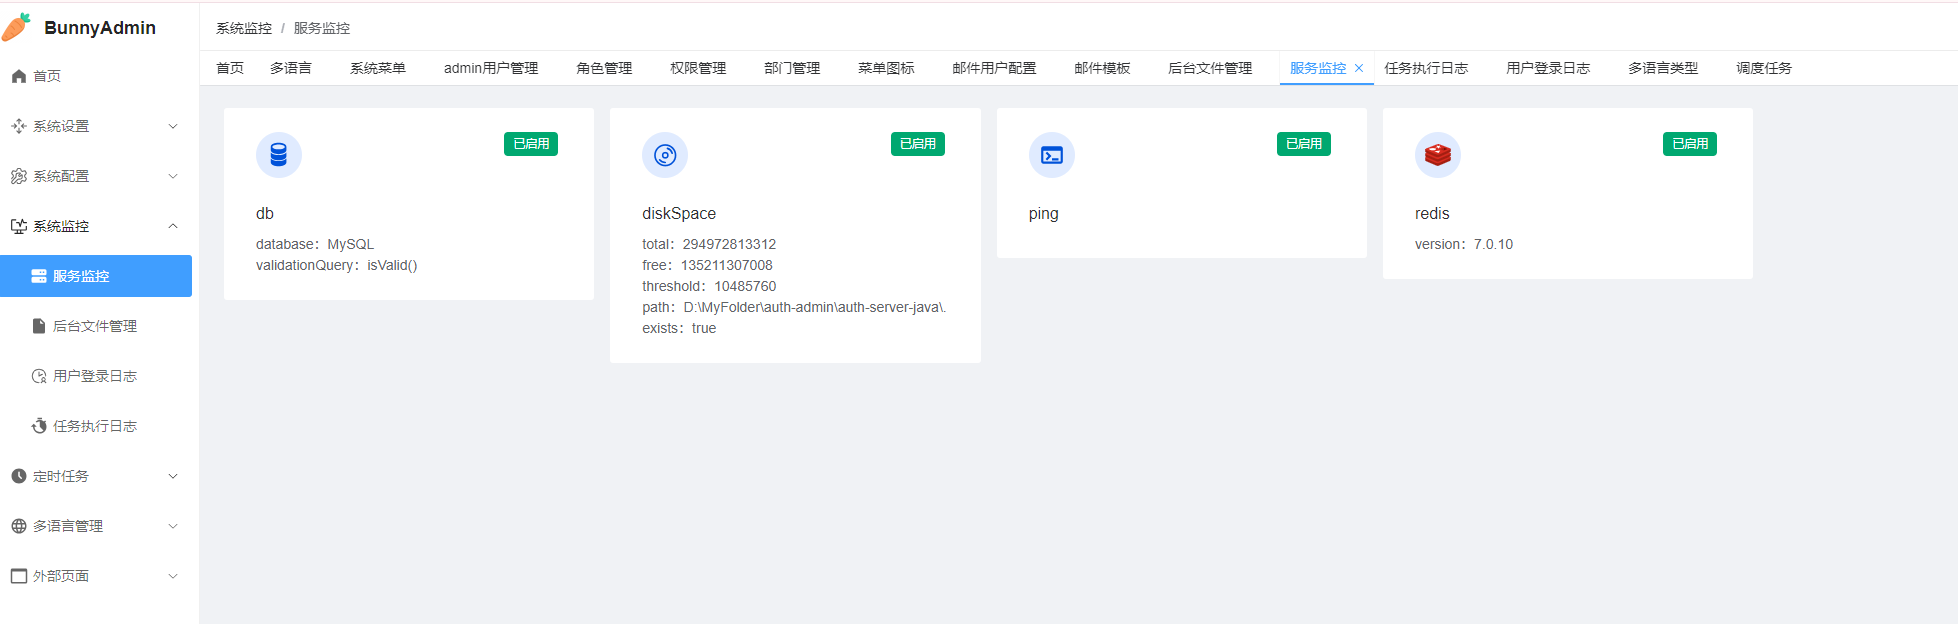 BunnyAdmin
首页
系统设置
系统配置
系统监控
服务监控
后台文件管理
用户登录日志
任务执行日志
定时任务
多语言管理
外部页面
系统监控 / 服务监控
首页 多语言 系统菜单 admin用户管理 角色管理 权限管理 部门管理 菜单图标 邮件用户配置 邮件模板 后台文件管理 服务监控 任务执行日志 用户登录日志 多语言类型 调度任务
已启用
db
database：MySQL
validationQuery：isValid()
已启用
diskSpace
total：294972813312
free：135211307008
threshold：10485760
path：D:\MyFolder\auth-admin\auth-server-java\.
exists：true
已启用
ping
已启用
redis
version：7.0.10